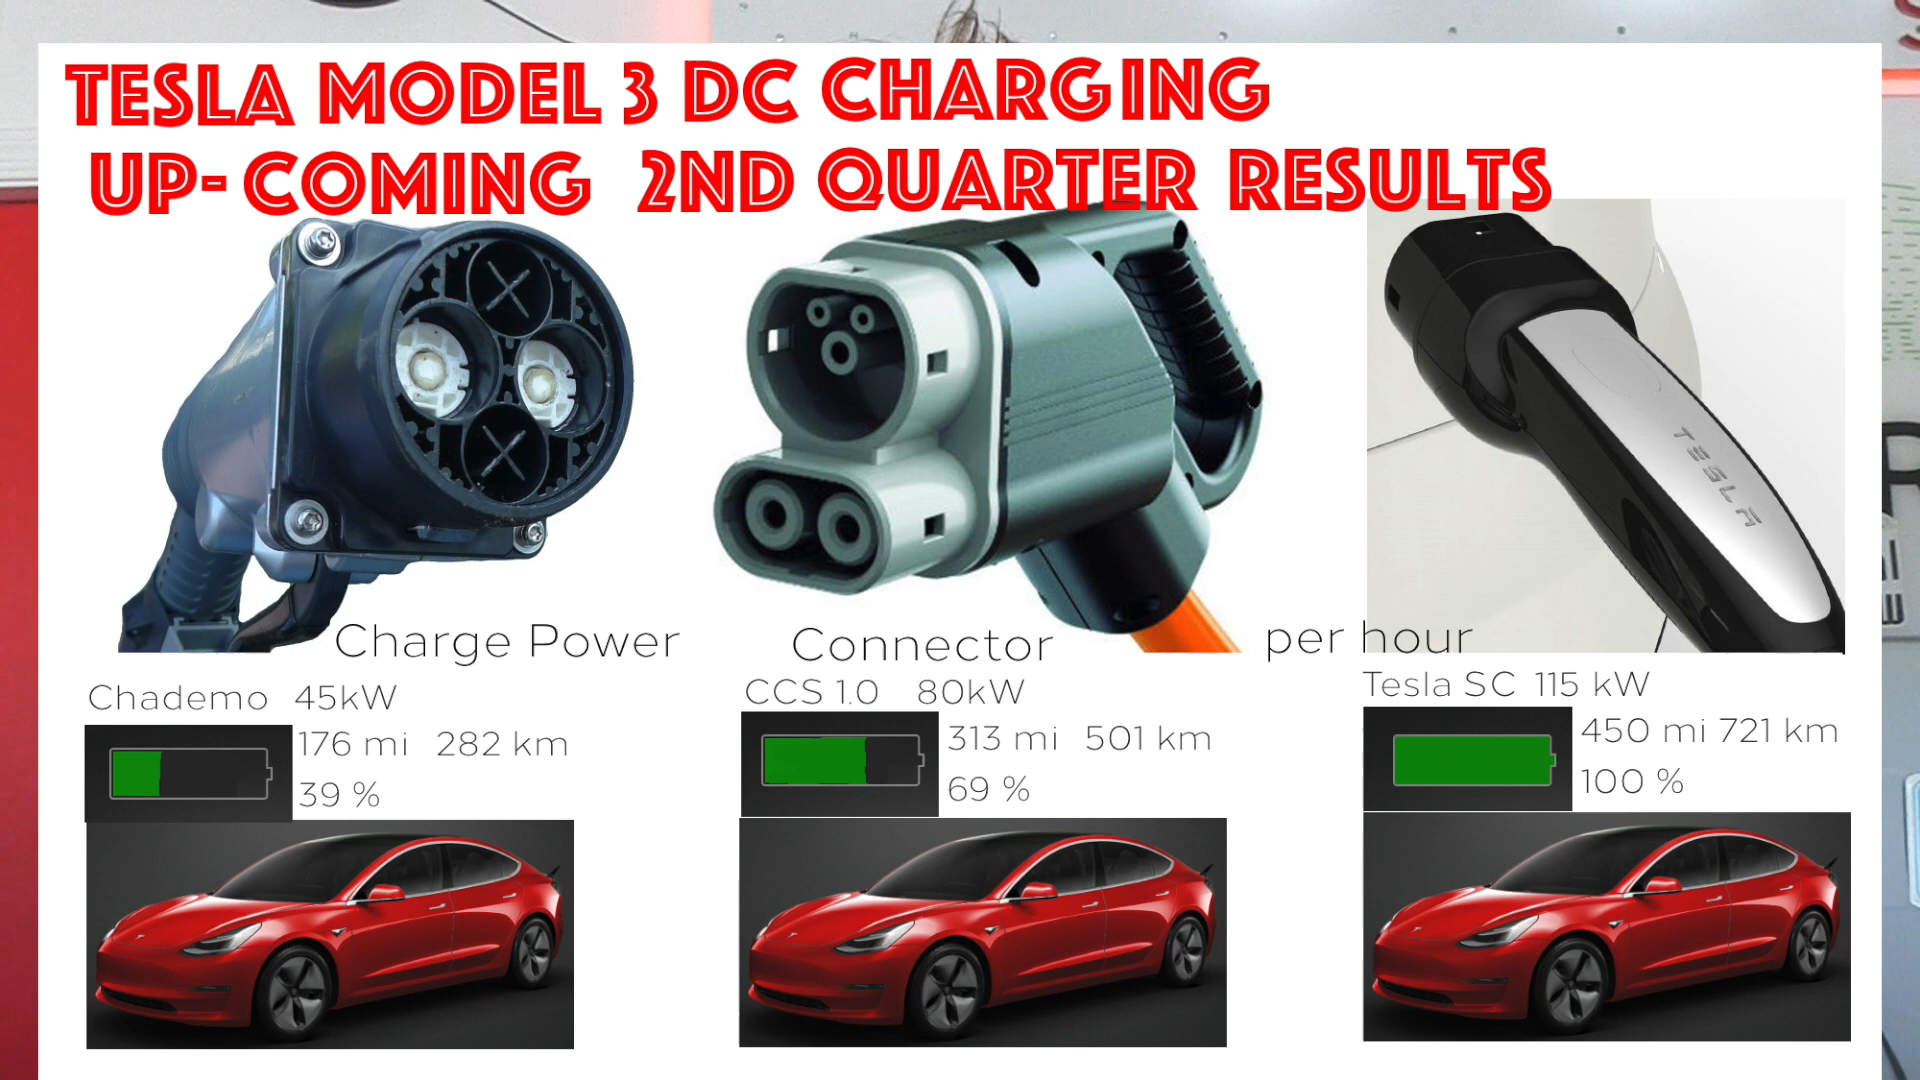 TESLA MODEL 3 DC CHARGING
UP- COMING 2ND QUARTER RESULTS
TESLA
Charge Power Connector per hour
Chademo 45kW
176 mi 282 km
39 %
CCS 1.0 80kW
313 mi 501 km
69 %
Tesla SC 115 kW
450 mi 721 km
100 %